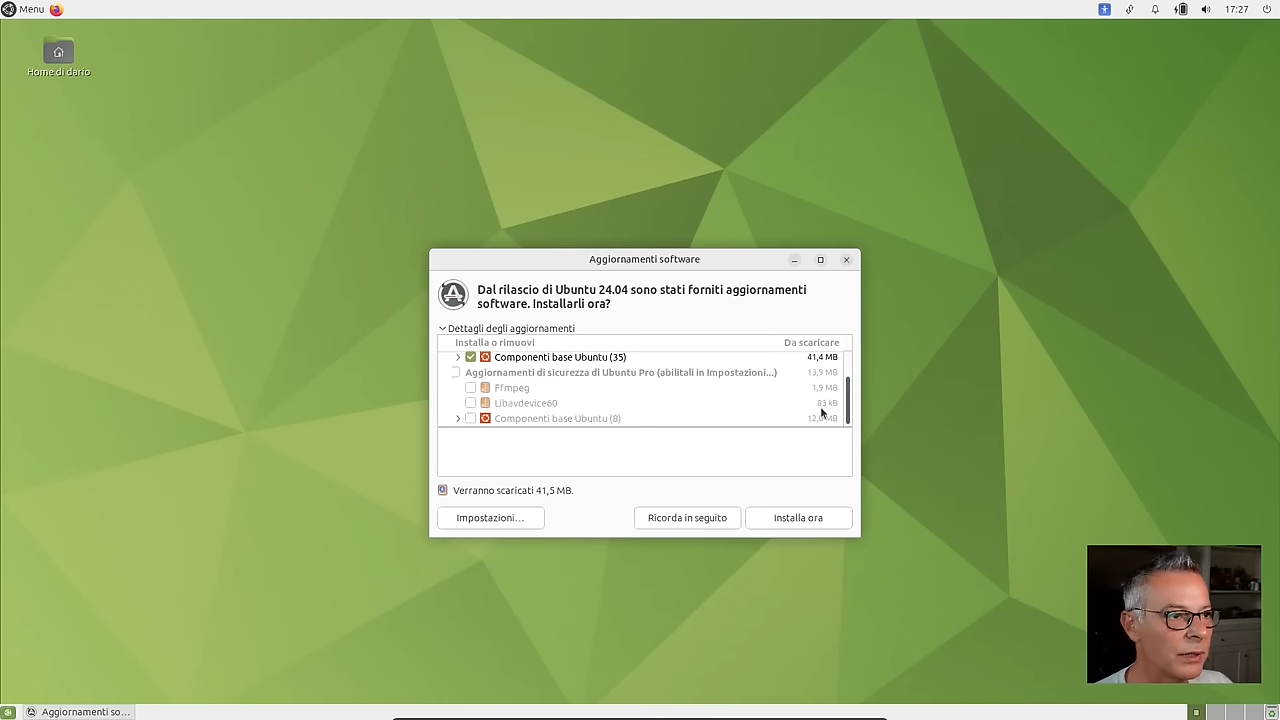 Menu
17:27
Home di dario
Aggiornamenti software
Dal rilascio di Ubuntu 24.04 sono stati forniti aggiornamenti
software. Installarli ora?
Dettagli degli aggiornamenti
Installa o rimuovi Da scaricare
Componenti base Ubuntu (35) 41,4 MB
Aggiornamenti di sicurezza di Ubuntu Pro (abilitali in Impostazioni...) 13,9 MB
Ffmpeg 1,9 MB
Libavdevice60 83 kB
Componenti base Ubuntu (8) MB
Verranno scaricati 41,5 MB.
Impostazioni... Ricorda in seguito Installa ora
Aggiornamenti so...